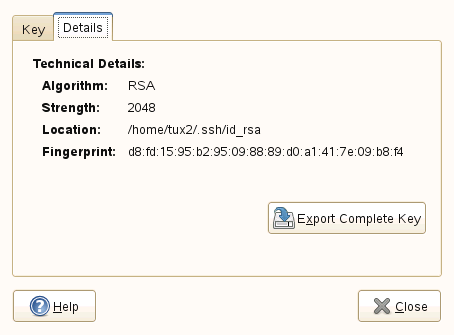 Key
Details
Technical Details:
Algorithm: RSA
Strength: 2048
Location: /home/tux2/.ssh/id_rsa
Fingerprint: d8:fd:15:95:b2:95:09:88:89:d0:a1:41:7e:09:b8:f4
Export Complete Key
Help
Close